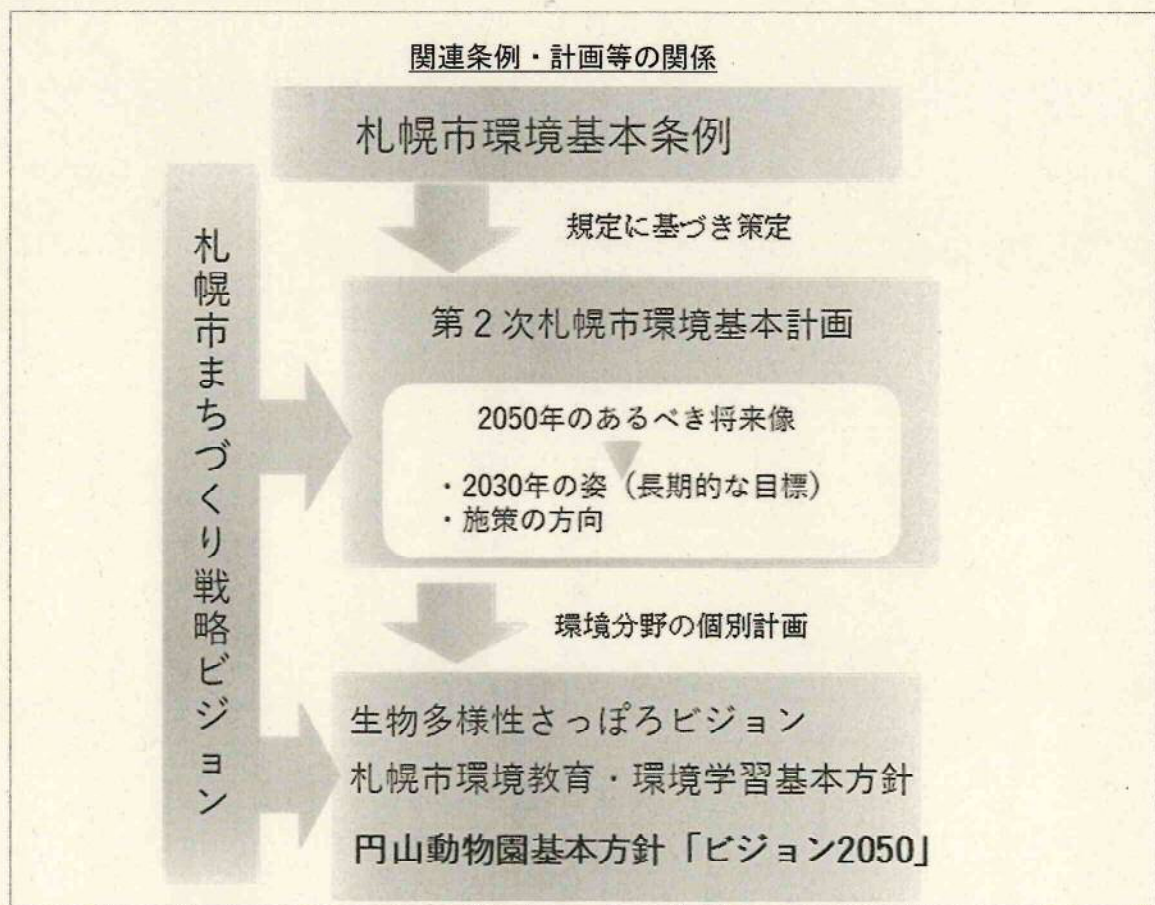 関連条例・計画等の関係
札幌市環境基本条例
規定に基づき策定
札幌市まちづくり戦略ビジョン
第2次札幌市環境基本計画
2050年のあるべき将来像
・2030年の姿（長期的な目標）
・施策の方向
環境分野の個別計画
生物多様性さっぽろビジョン
札幌市環境教育・環境学習基本方針
円山動物園基本方針「ビジョン2050」